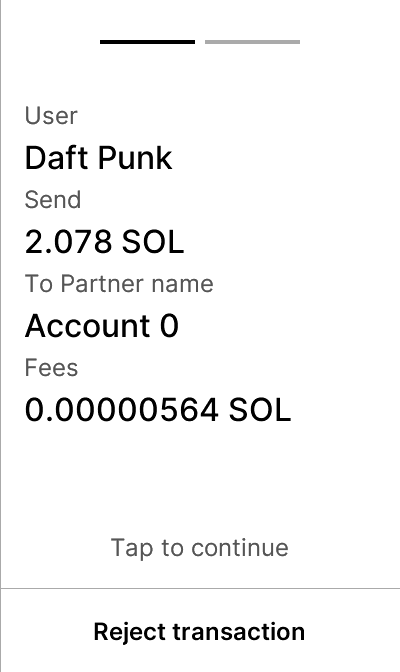 User
Daft Punk
Send
2.078 SOL
To Partner name
Account 0
Fees
0.00000564 SOL
Tap to continue
Reject transaction